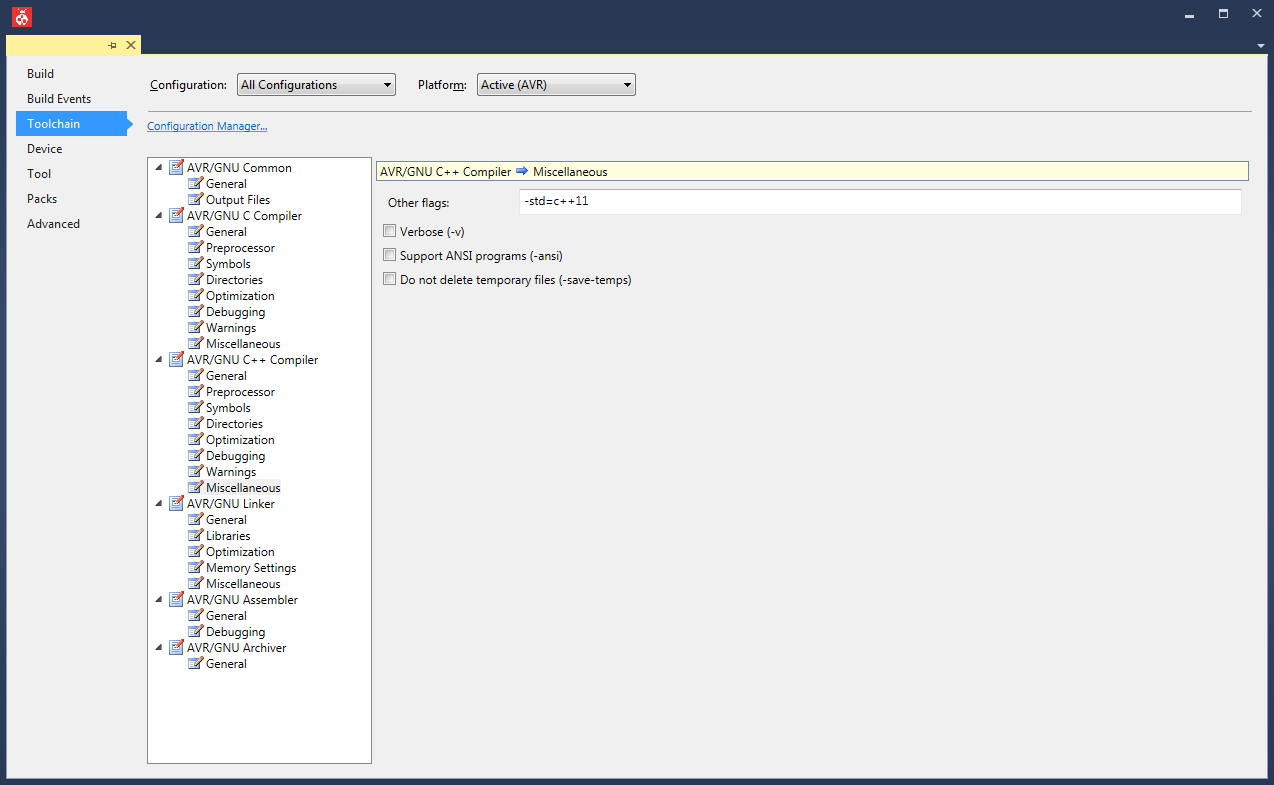 Build
Build Events
Toolchain
Device
Tool
Packs
Advanced
Configuration: All Configurations Platform: Active (AVR)
Configuration Manager...
AVR/GNU Common
General
Output Files
AVR/GNU C Compiler
General
Preprocessor
Symbols
Directories
Optimization
Debugging
Warnings
Miscellaneous
AVR/GNU C++ Compiler
General
Preprocessor
Symbols
Directories
Optimization
Debugging
Warnings
Miscellaneous
AVR/GNU Linker
General
Libraries
Optimization
Memory Settings
Miscellaneous
AVR/GNU Assembler
General
Debugging
AVR/GNU Archiver
General
AVR/GNU C++ Compiler Miscellaneous
Other flags: -std=c++11
Verbose (-v)
Support ANSI programs (-ansi)
Do not delete temporary files (-save-temps)